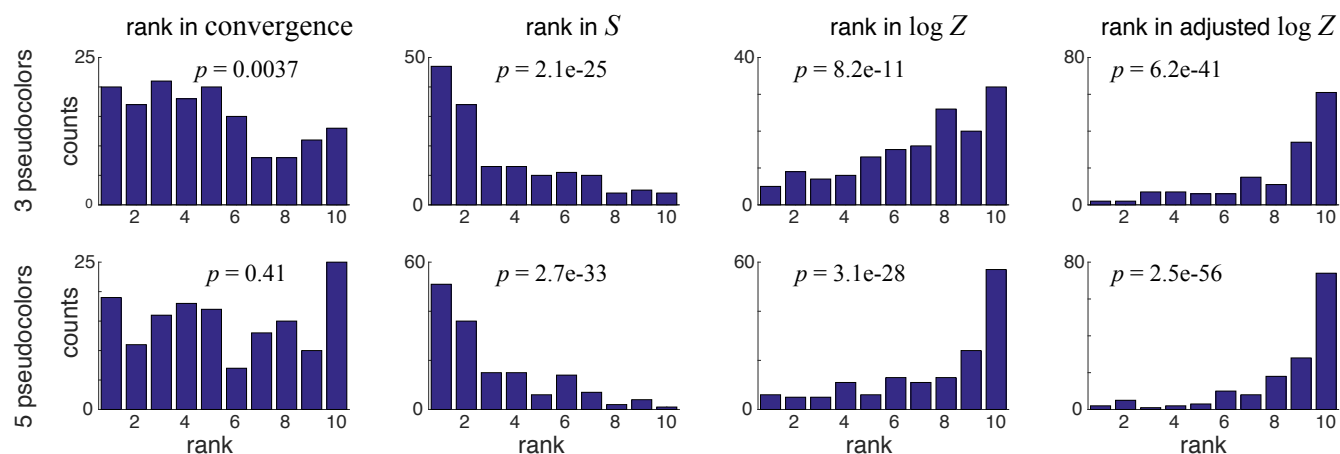 rank in convergence
rank in S
rank in log Z
rank in adjusted log Z
3 pseudocolors
counts
25
0
p = 0.0037
2 4 6 8 10
50
0
p = 2.1e-25
2 4 6 8 10
40
0
p = 8.2e-11
2 4 6 8 10
80
0
p = 6.2e-41
2 4 6 8 10
5 pseudocolors
counts
25
0
p = 0.41
2 4 6 8 10
rank
60
0
p = 2.7e-33
2 4 6 8 10
rank
60
0
p = 3.1e-28
2 4 6 8 10
rank
80
0
p = 2.5e-56
2 4 6 8 10
rank